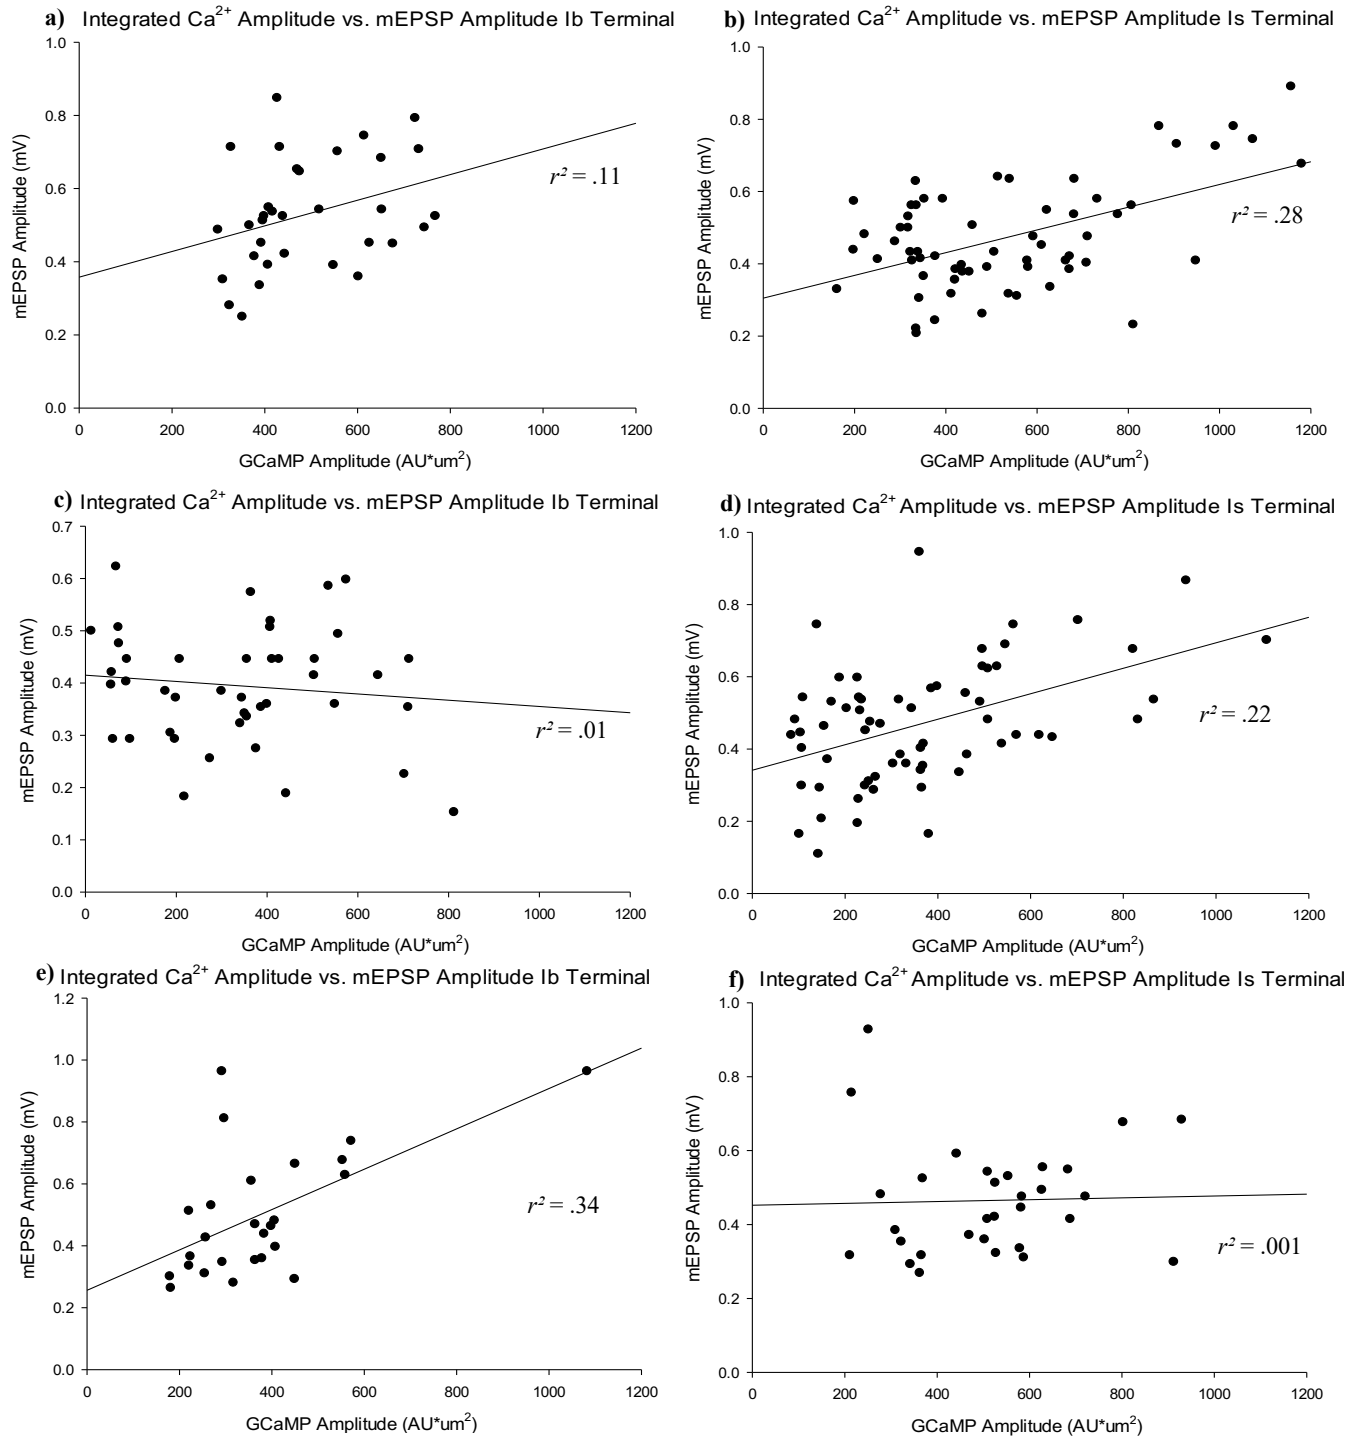 a) Integrated Ca²⁺ Amplitude vs. mEPSP Amplitude Ib Terminal
1.0
0.8
0.6
0.4
0.2
0.0
mEPSP Amplitude (mV)
r² = .11
0 200 400 600 800 1000 1200
GCaMP Amplitude (AU*um²)
b) Integrated Ca²⁺ Amplitude vs. mEPSP Amplitude Is Terminal
1.0
0.8
0.6
0.4
0.2
0.0
mEPSP Amplitude (mV)
r² = .28
0 200 400 600 800 1000 1200
GCaMP Amplitude (AU*um²)
c) Integrated Ca²⁺ Amplitude vs. mEPSP Amplitude Ib Terminal
0.7
0.6
0.5
0.4
0.3
0.2
0.1
0.0
mEPSP Amplitude (mV)
r² = .01
0 200 400 600 800 1000 1200
GCaMP Amplitude (AU*um²)
d) Integrated Ca²⁺ Amplitude vs. mEPSP Amplitude Is Terminal
1.0
0.8
0.6
0.4
0.2
0.0
mEPSP Amplitude (mV)
r² = .22
0 200 400 600 800 1000 1200
GCaMP Amplitude (AU*um²)
e) Integrated Ca²⁺ Amplitude vs. mEPSP Amplitude Ib Terminal
1.2
1.0
0.8
0.6
0.4
0.2
0.0
mEPSP Amplitude (mV)
r² = .34
0 200 400 600 800 1000 1200
GCaMP Amplitude (AU*um²)
f) Integrated Ca²⁺ Amplitude vs. mEPSP Amplitude Is Terminal
1.0
0.8
0.6
0.4
0.2
0.0
mEPSP Amplitude (mV)
r² = .001
0 200 400 600 800 1000 1200
GCaMP Amplitude (AU*um²)